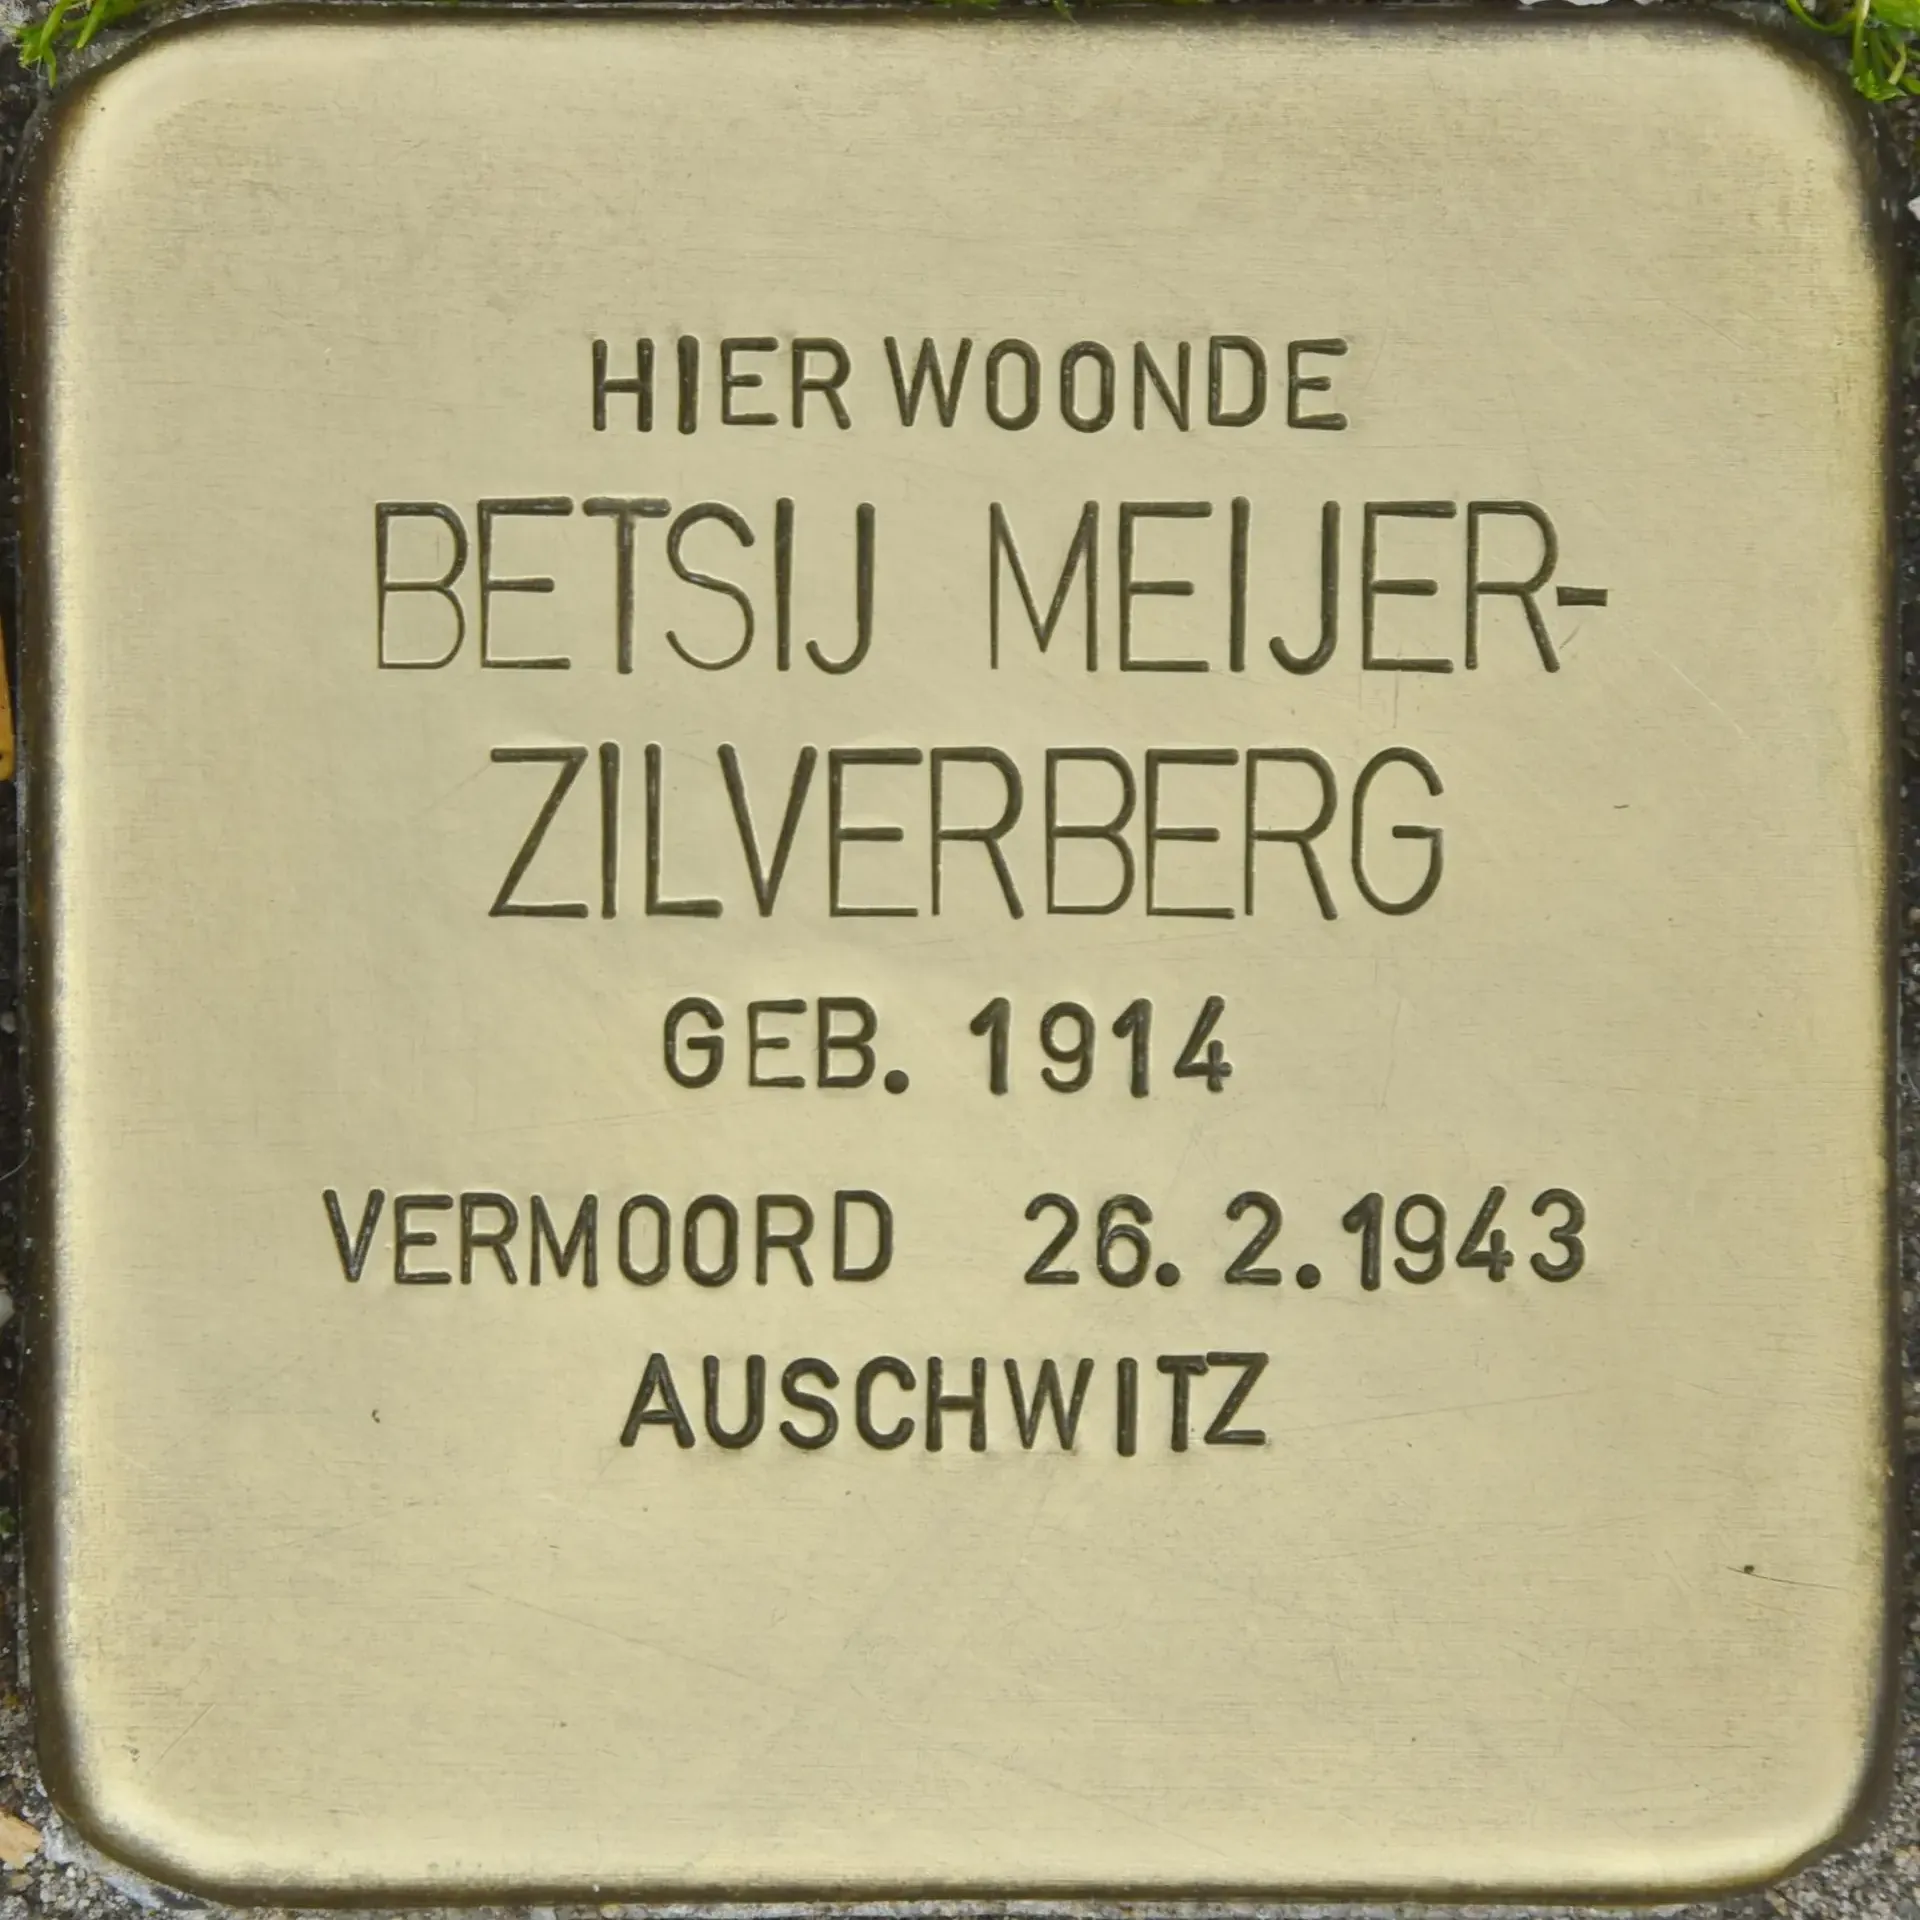 HIER WOONDE
BETSIJ MEIJER-
ZILVERBERG
GEB. 1914
VERMOORD 26.2.1943
AUSCHWITZ